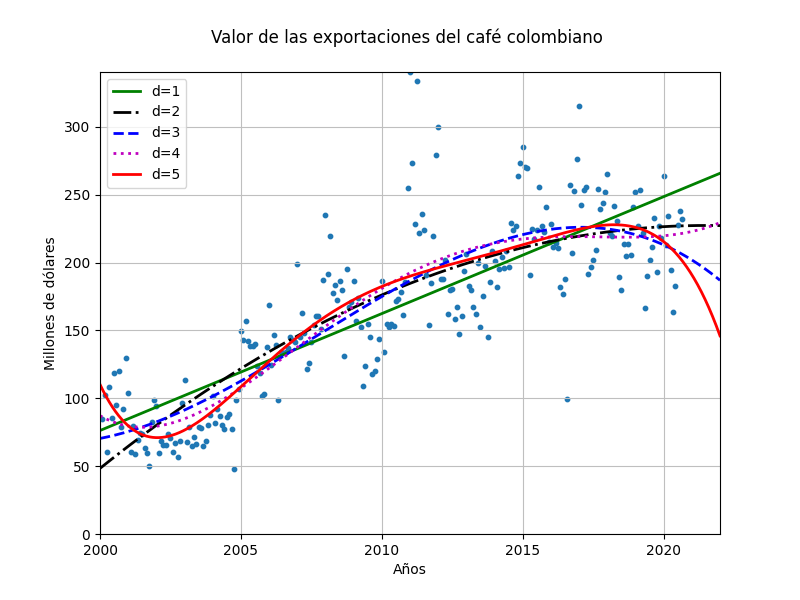 Valor de las exportaciones del café colombiano
d=1
d=2
d=3
d=4
d=5
Millones de dólares
300
250
200
150
100
50
0
2000 2005 2010 2015 2020
Años